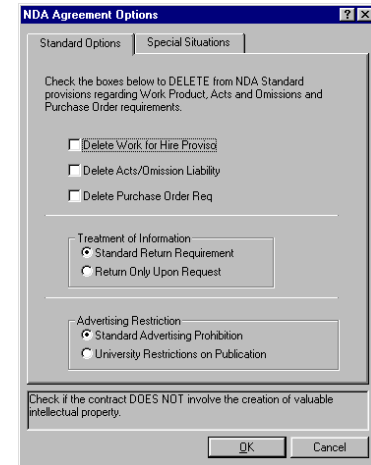 NDA Agreement Options
Standard Options
Special Situations
Check the boxes below to DELETE from NDA Standard
provisions regarding Work Product, Acts and Omissions and
Purchase Order requirements.
Delete Work for Hire Proviso
Delete Acts/Omission Liability
Delete Purchase Order Req
Treatment of Information
Standard Return Requirement
Return Only Upon Request
Advertising Restriction
Standard Advertising Prohibition
University Restrictions on Publication
Check if the contract DOES NOT involve the creation of valuable
intellectual property.
OK
Cancel